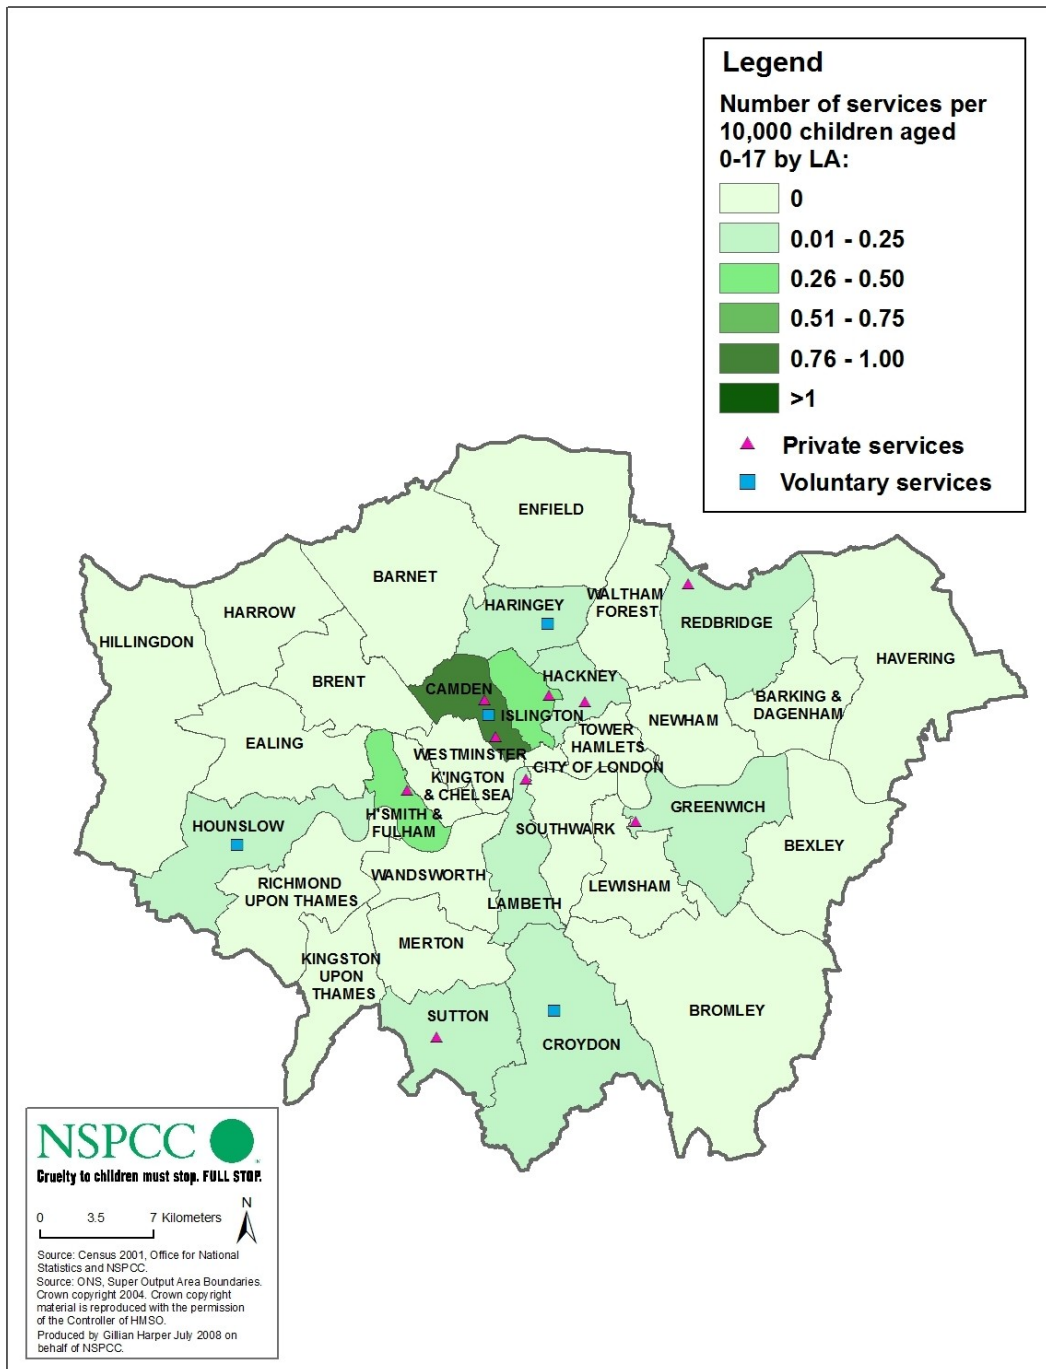 Legend
Number of services per
10,000 children aged
0-17 by LA:
0
0.01 - 0.25
0.26 - 0.50
0.51 - 0.75
0.76 - 1.00
>1
Private services
Voluntary services
ENFIELD
BARNET
HARINGEY
WALTHAM
FOREST
REDBRIDGE
HARROW
HILLINGDON
HAVERING
BRENT
CAMDEN
HACKNEY
ISLINGTON
BARKING &
DAGENHAM
NEWHAM
EALING
TOWER
HAMLETS
WESTMINSTER
CITY OF LONDON
K'INGTON
& CHELSEA
GREENWICH
H'SMITH &
FULHAM
HOUNSLOW
SOUTHWARK
BEXLEY
WANDSWORTH
RICHMOND
UPON THAMES
LEWISHAM
LAMBETH
MERTON
KINGSTON
UPON
THAMES
SUTTON
BROMLEY
CROYDON
NSPCC
Cruelty to children must stop. FULL STOP.
N
0 3.5 7 Kilometers
Source: Census 2001, Office for National
Statistics and NSPCC.
Source: ONS, Super Output Area Boundaries.
Crown copyright 2004. Crown copyright
material is reproduced with the permission
of the Controller of HMSO.
Produced by Gillian Harper July 2008 on
behalf of NSPCC.